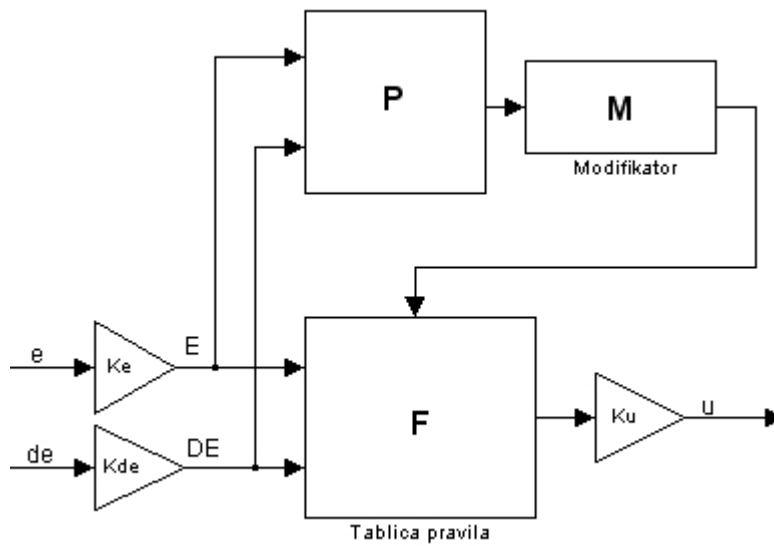 P
M
Modifikator
e
Ke
E
de
Kde
DE
F
Ku
u
Tablica pravila